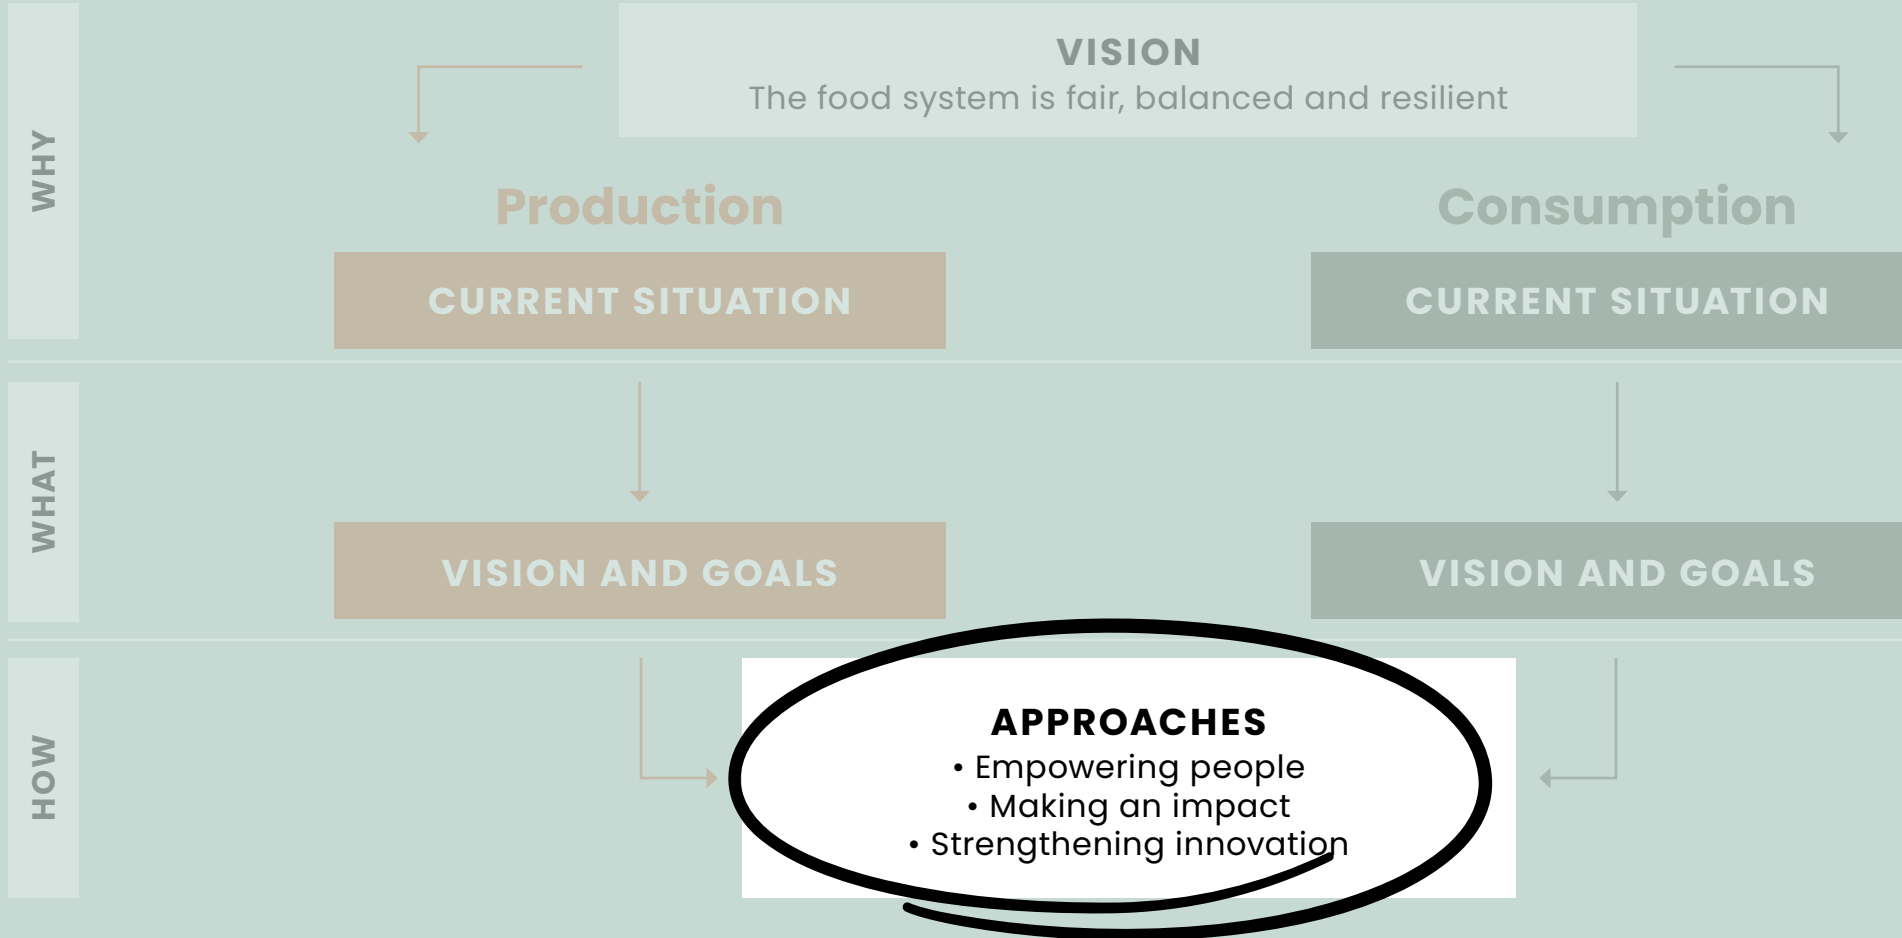 WHY
VISION
The food system is fair, balanced and resilient
Production
Consumption
CURRENT SITUATION
CURRENT SITUATION
WHAT
VISION AND GOALS
VISION AND GOALS
HOW
APPROACHES
• Empowering people
• Making an impact
• Strengthening innovation